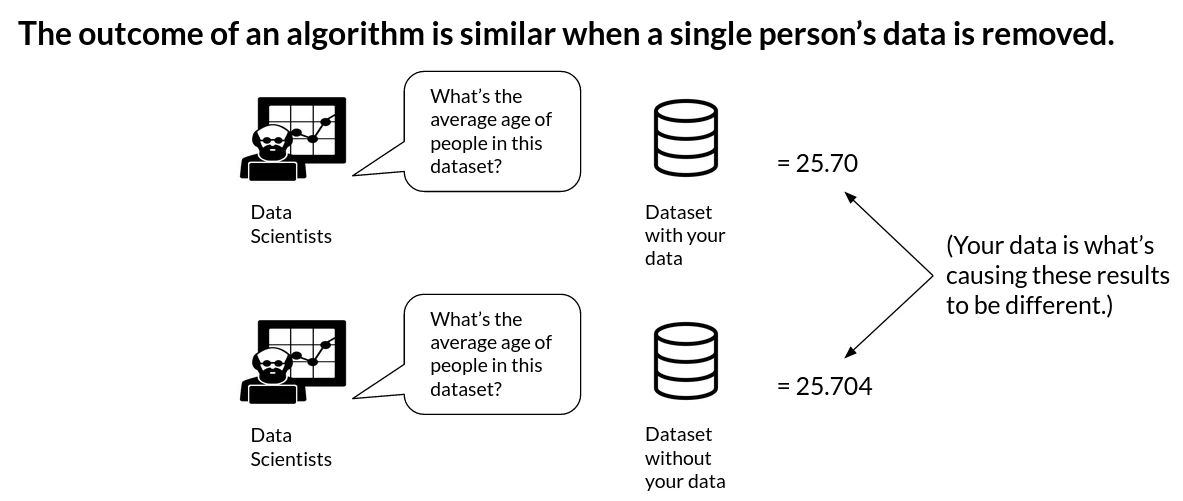 The outcome of an algorithm is similar when a single person's data is removed.
What's the
average age of
people in this
dataset?
Data
Scientists
Dataset
with your
data
= 25.70
(Your data is what's
causing these results
to be different.)
What's the
average age of
people in this
dataset?
Data
Scientists
Dataset
without
your data
= 25.704